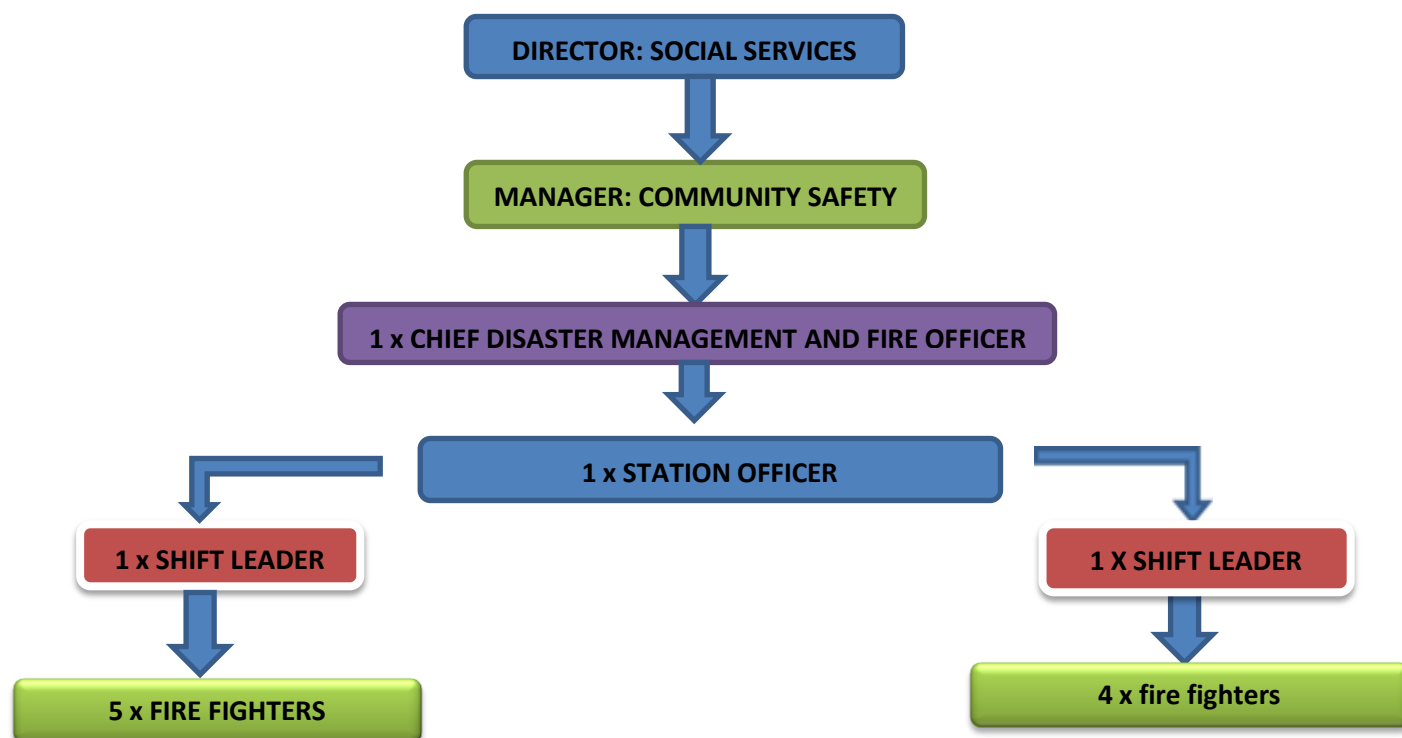 DIRECTOR: SOCIAL SERVICES
MANAGER: COMMUNITY SAFETY
1 x CHIEF DISASTER MANAGEMENT AND FIRE OFFICER
1 x STATION OFFICER
1 x SHIFT LEADER
1 X SHIFT LEADER
5 x FIRE FIGHTERS
4 x fire fighters